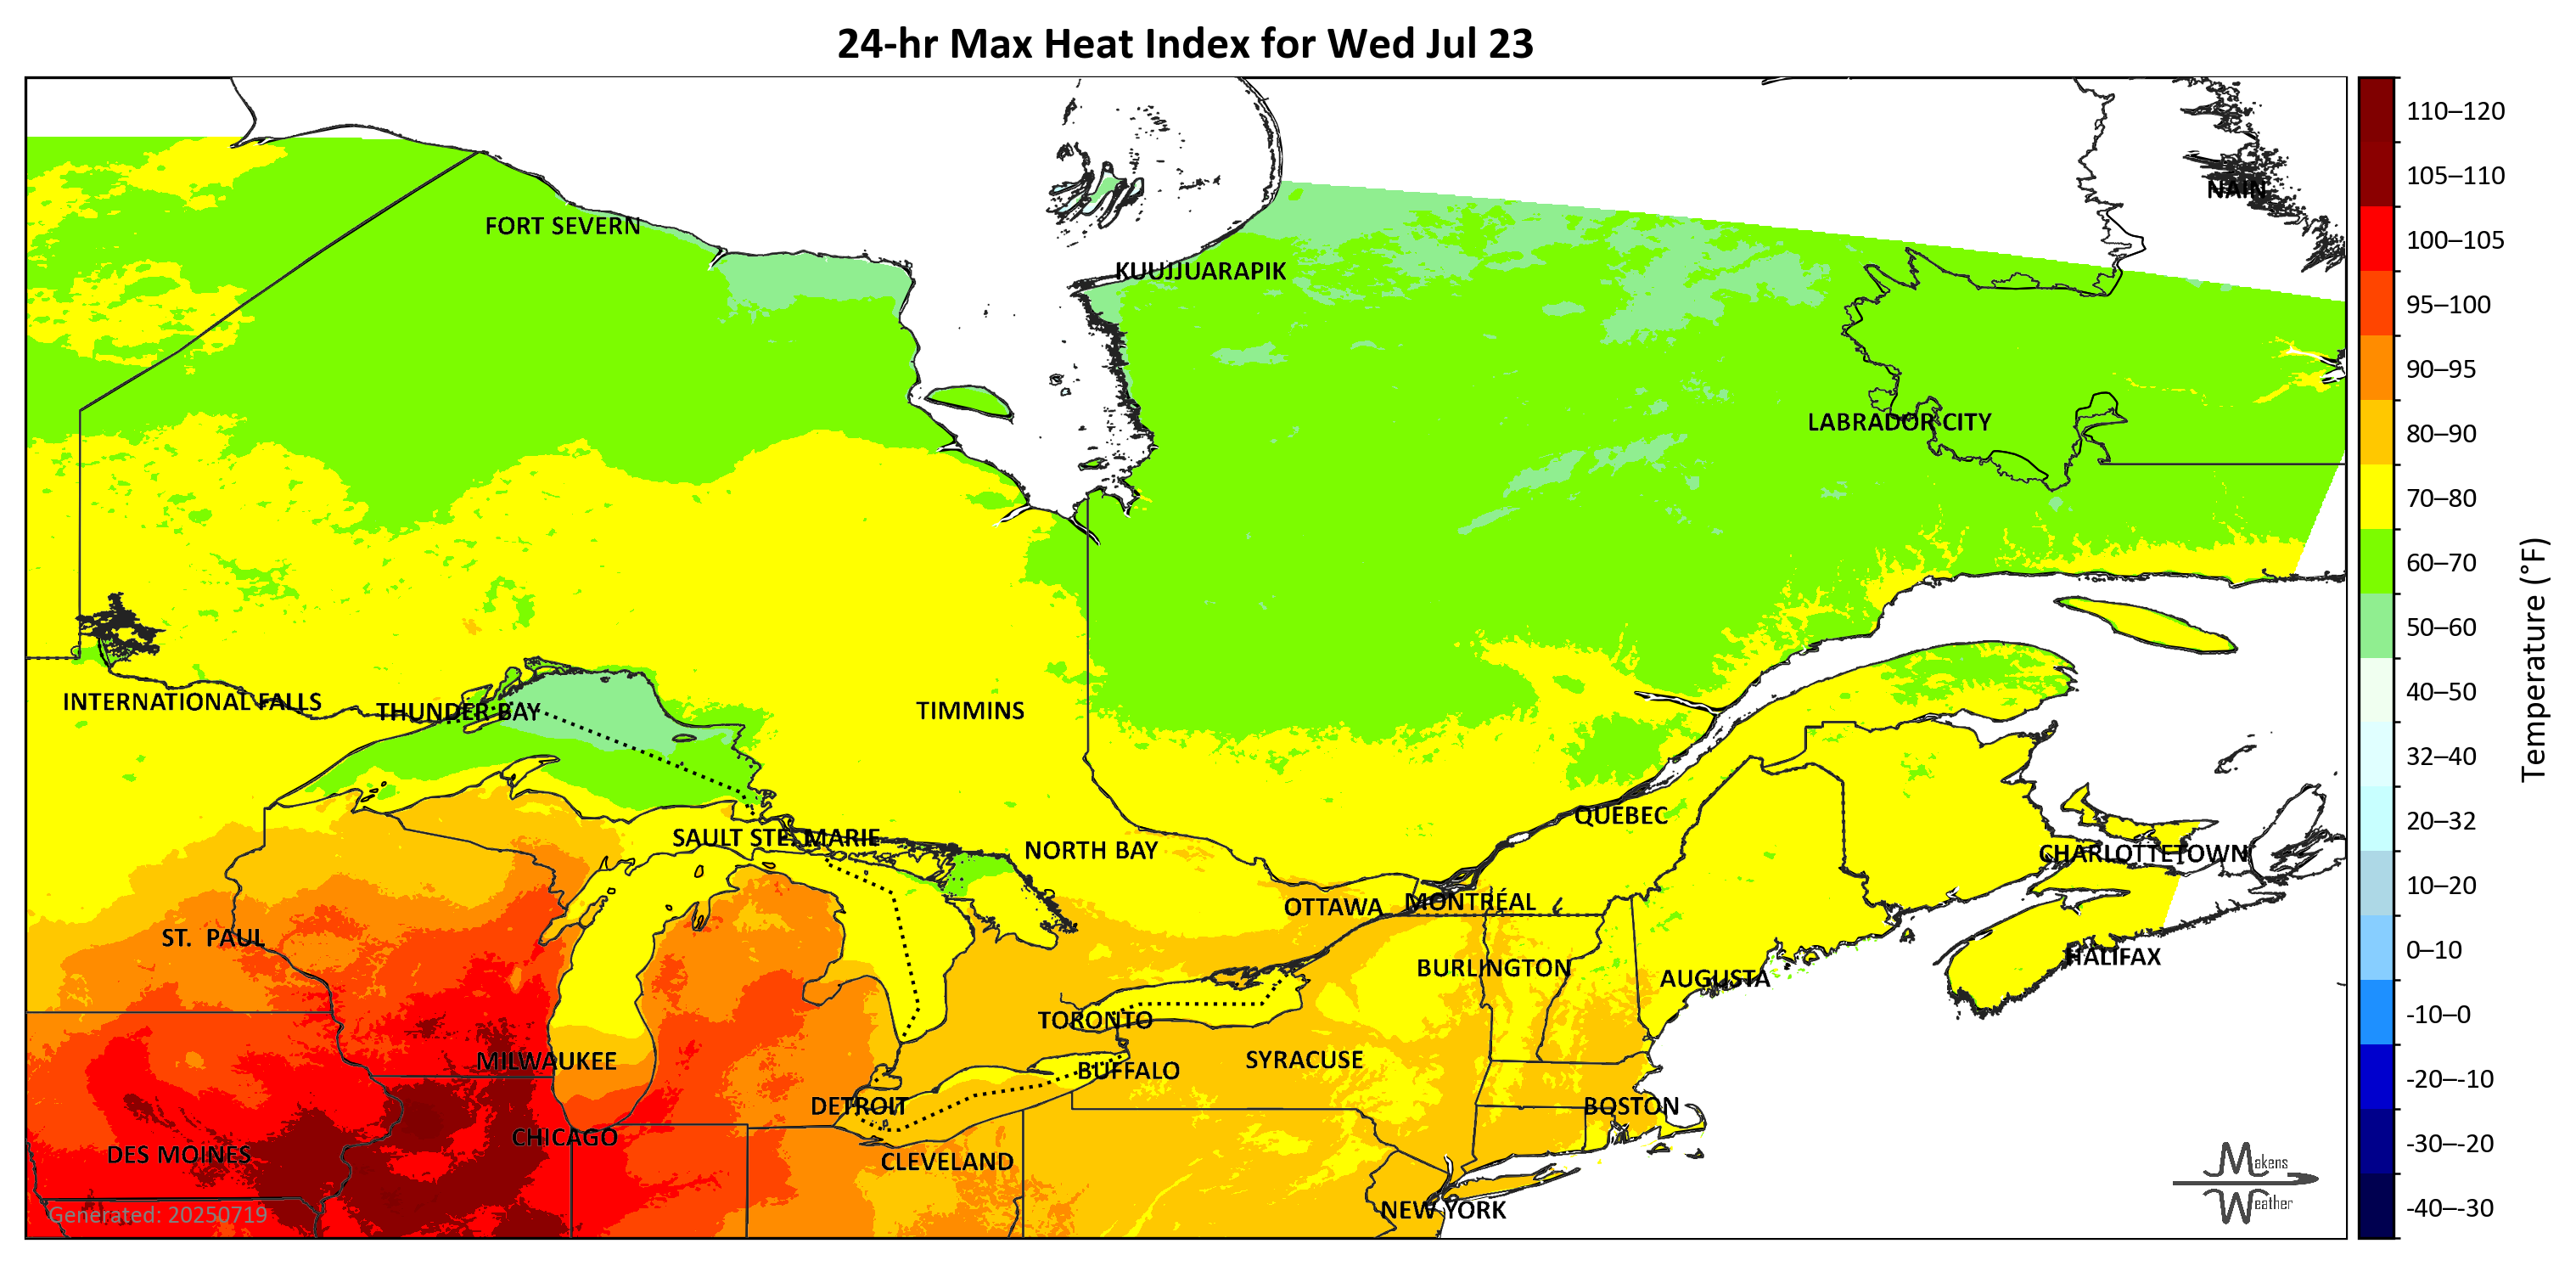 24-hr Max Heat Index for Wed Jul 23
110–120
105–110
100–105
95–100
90–95
80–90
70–80
60–70
50–60
40–50
32–40
20–32
10–20
0–10
-10–0
-20–-10
-30–-20
-40–-30
Temperature (°F)
NAIN
FORT SEVERN
KUUJJUARAPIK
LABRADOR CITY
INTERNATIONAL FALLS
THUNDER BAY
TIMMINS
QUEBEC
SAULT STE. MARIE
NORTH BAY
CHARLOTTETOWN
OTTAWA
MONTRÉAL
ST. PAUL
HALIFAX
BURLINGTON
AUGUSTA
TORONTO
MILWAUKEE
SYRACUSE
BUFFALO
DETROIT
BOSTON
CHICAGO
DES MOINES
CLEVELAND
NEW YORK
Generated: 20250719
Makens
Weather